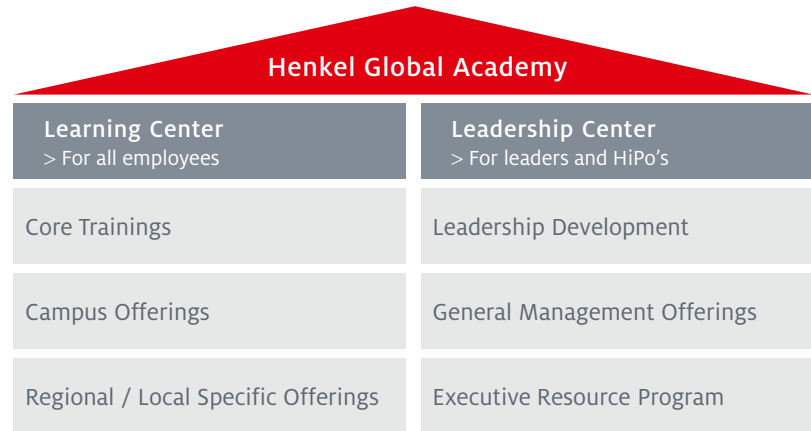 Henkel Global Academy
Learning Center
> For all employees
Leadership Center
> For leaders and HiPo’s
Core Trainings
Leadership Development
Campus Offerings
General Management Offerings
Regional / Local Specific Offerings
Executive Resource Program